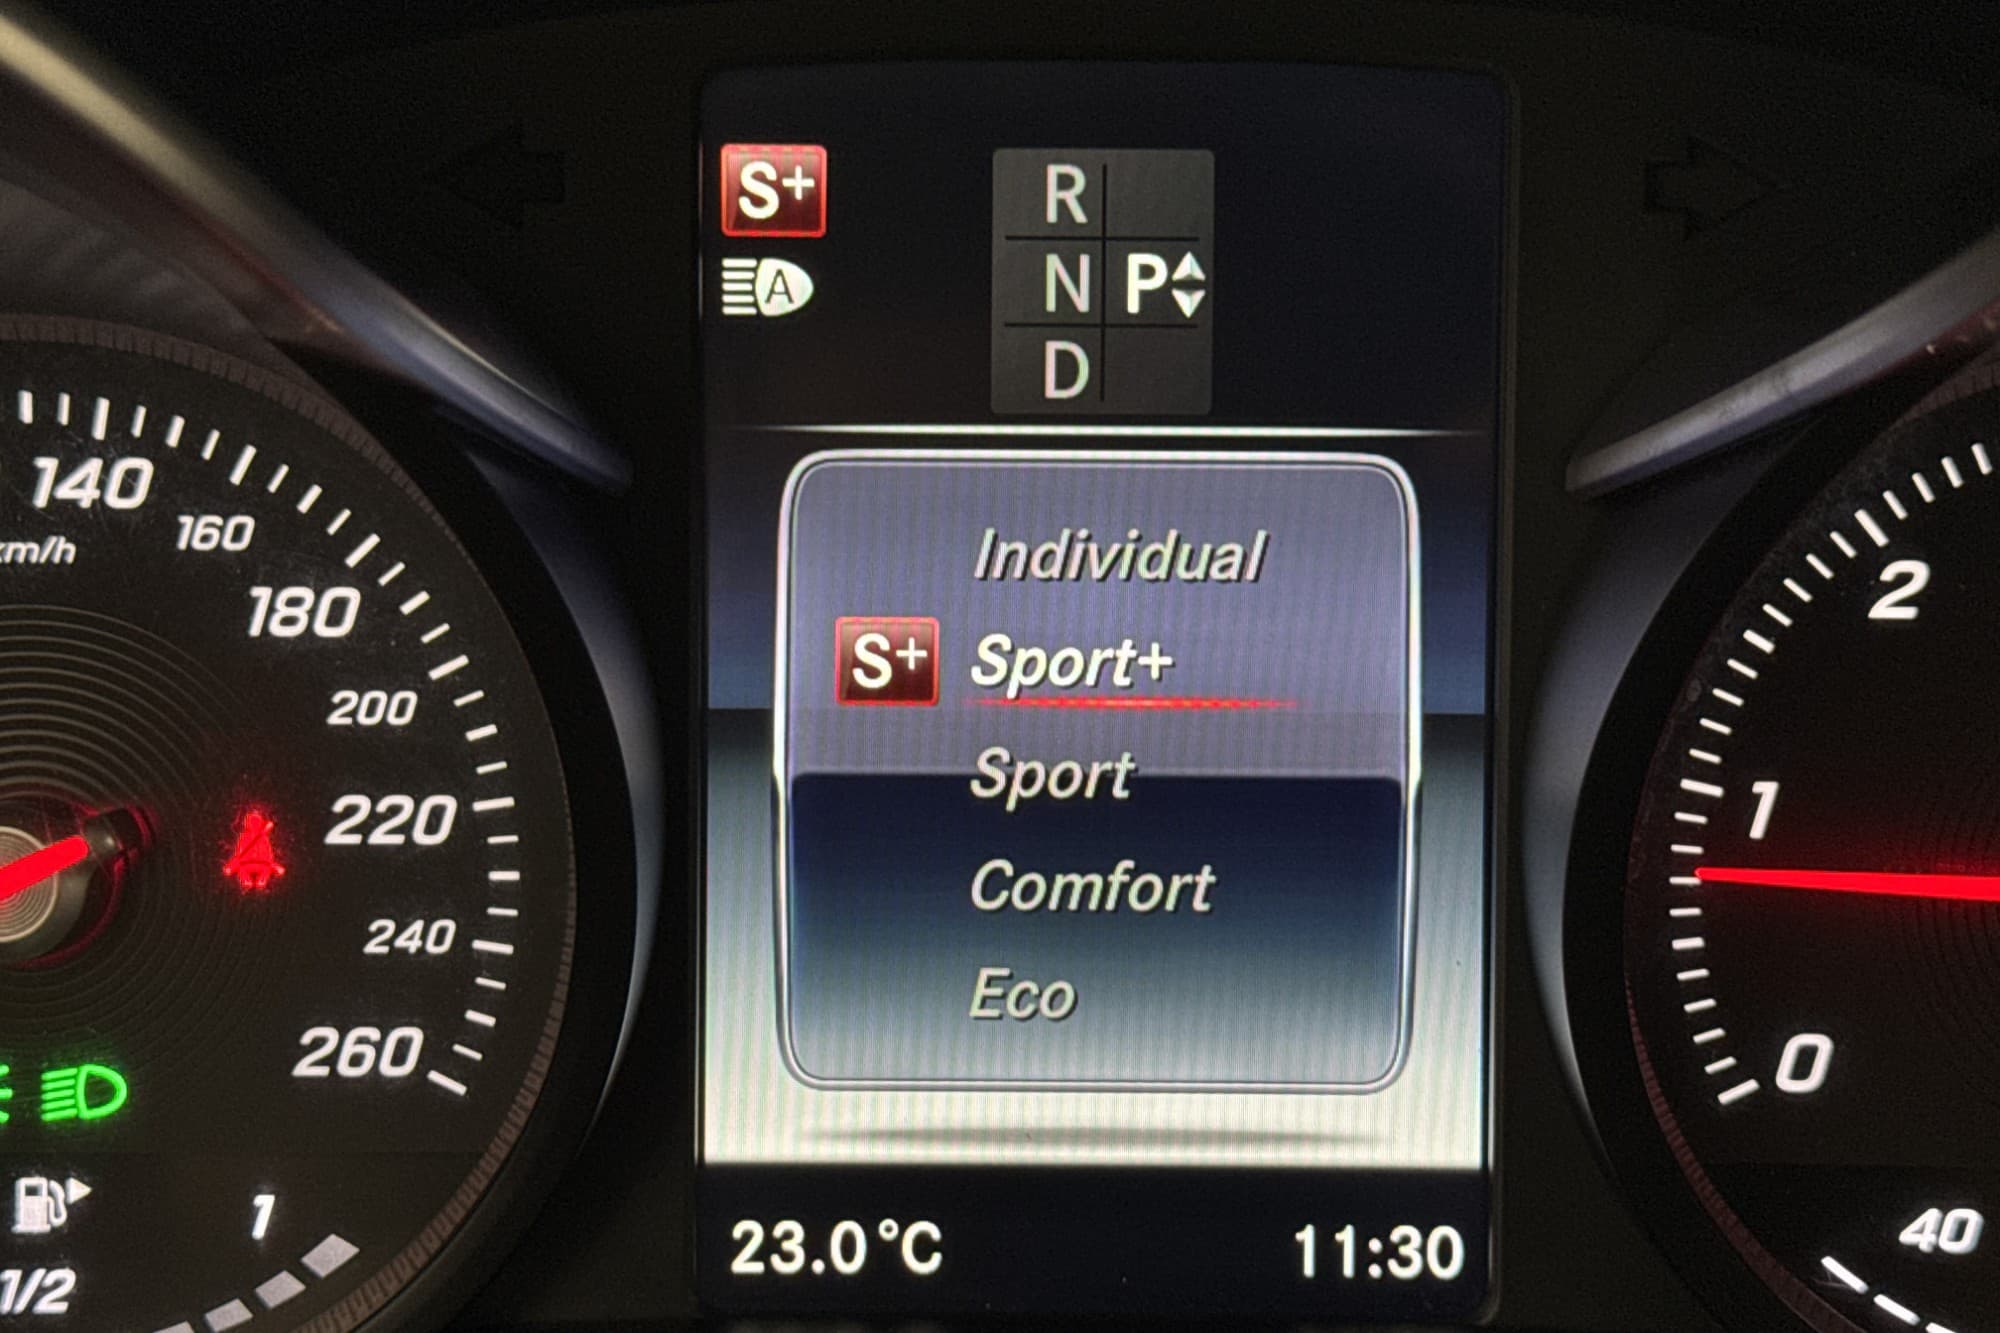 S+
R
A
N P
D
Individual
S+ Sport+
Sport
Comfort
Eco
23.0°C 11:30
140
160
km/h
180
200
220
240
260
1
1/2
2
1
0
40